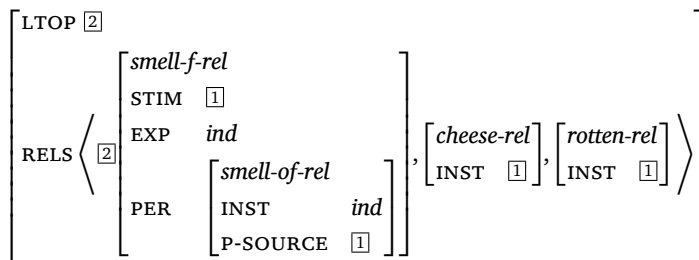 LTOP 2
smell-f-rel
STIM 1
EXP ind
RELS 〈 2 , cheese-rel , rotten-rel 〉
INST 1 INST 1
smell-of-rel
PER INST ind
P-SOURCE 1